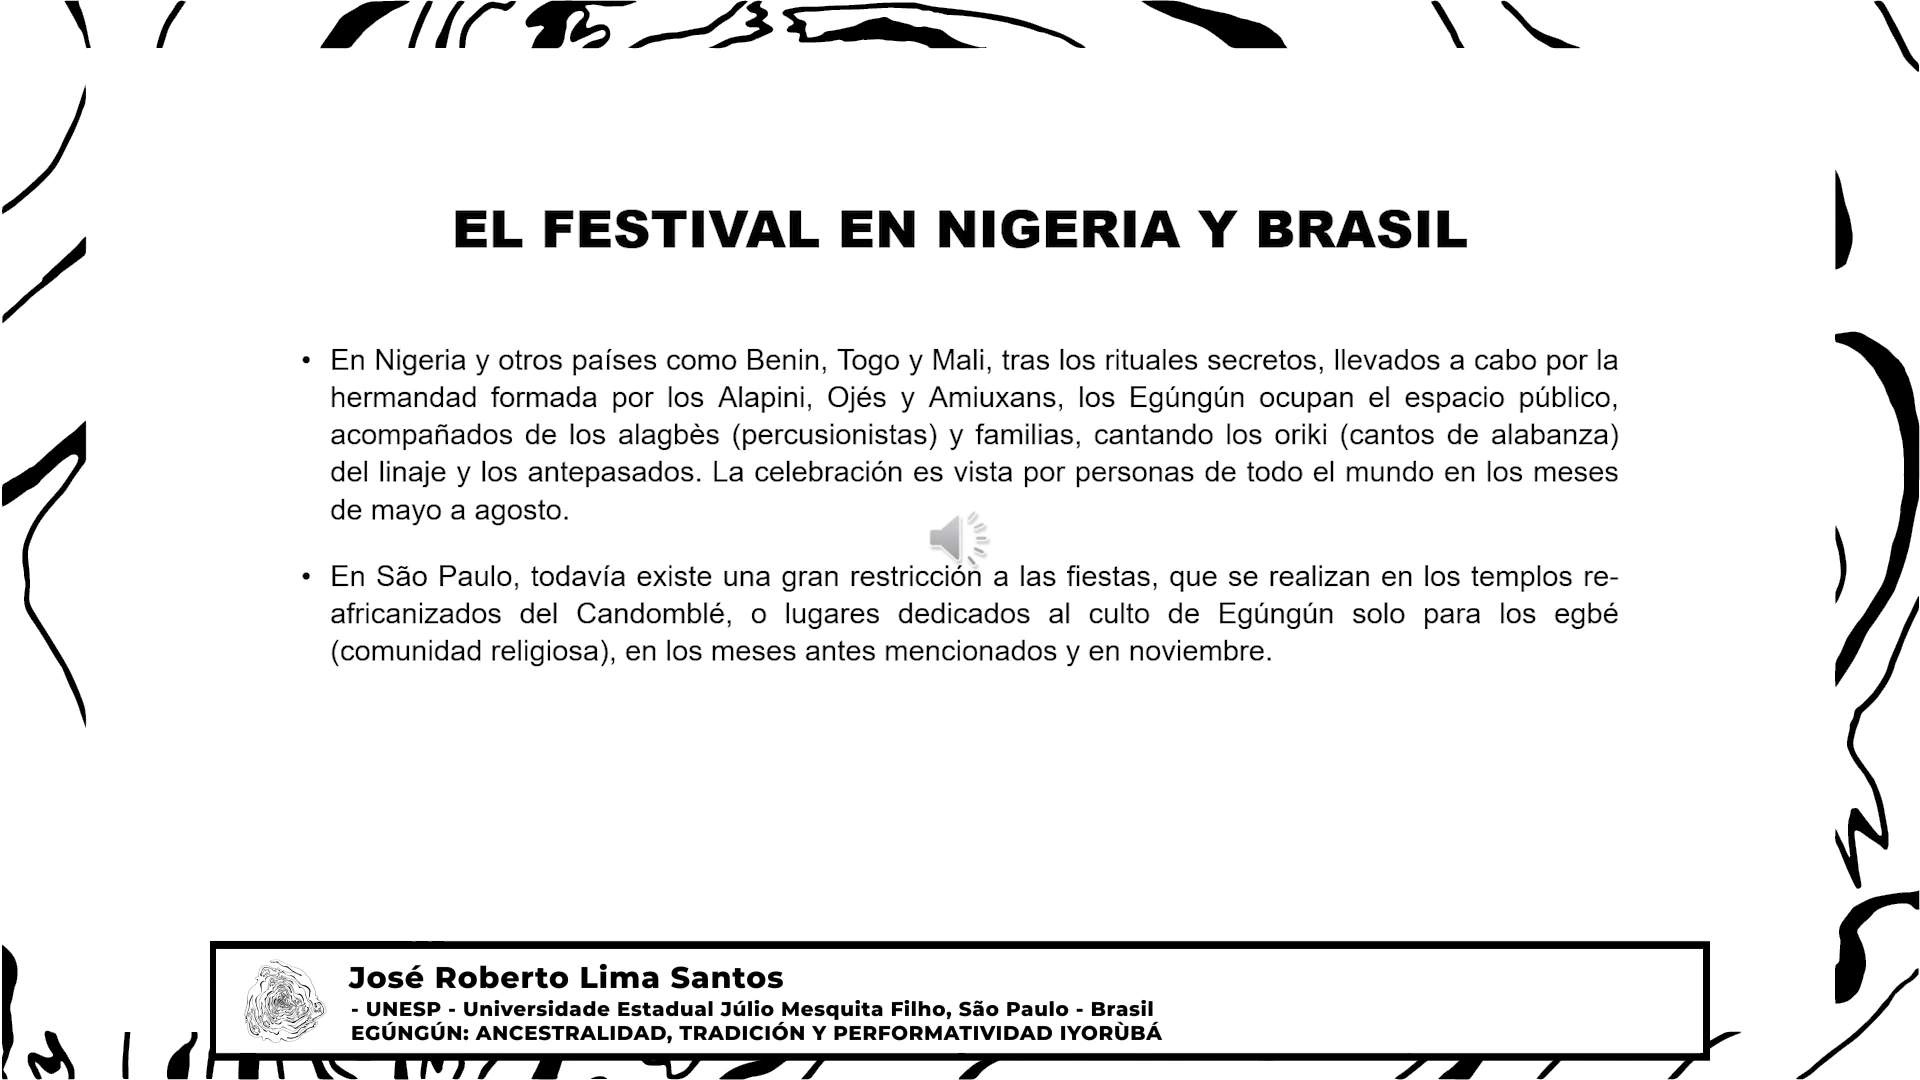 EL FESTIVAL EN NIGERIA Y BRASIL
• En Nigeria y otros países como Benin, Togo y Mali, tras los rituales secretos, llevados a cabo por la
hermandad formada por los Alapini, Ojés y Amiuxans, los Egúngún ocupan el espacio público,
acompañados de los alagbès (percusionistas) y familias, cantando los oriki (cantos de alabanza)
del linaje y los antepasados. La celebración es vista por personas de todo el mundo en los meses
de mayo a agosto.
• En São Paulo, todavía existe una gran restricción a las fiestas, que se realizan en los templos re-
africanizados del Candomblé, o lugares dedicados al culto de Egúngún solo para los egbé
(comunidad religiosa), en los meses antes mencionados y en noviembre.
José Roberto Lima Santos
- UNESP - Universidade Estadual Júlio Mesquita Filho, São Paulo - Brasil
EGÚNGÚN: ANCESTRALIDAD, TRADICIÓN Y PERFORMATIVIDAD IYORÙBÁ